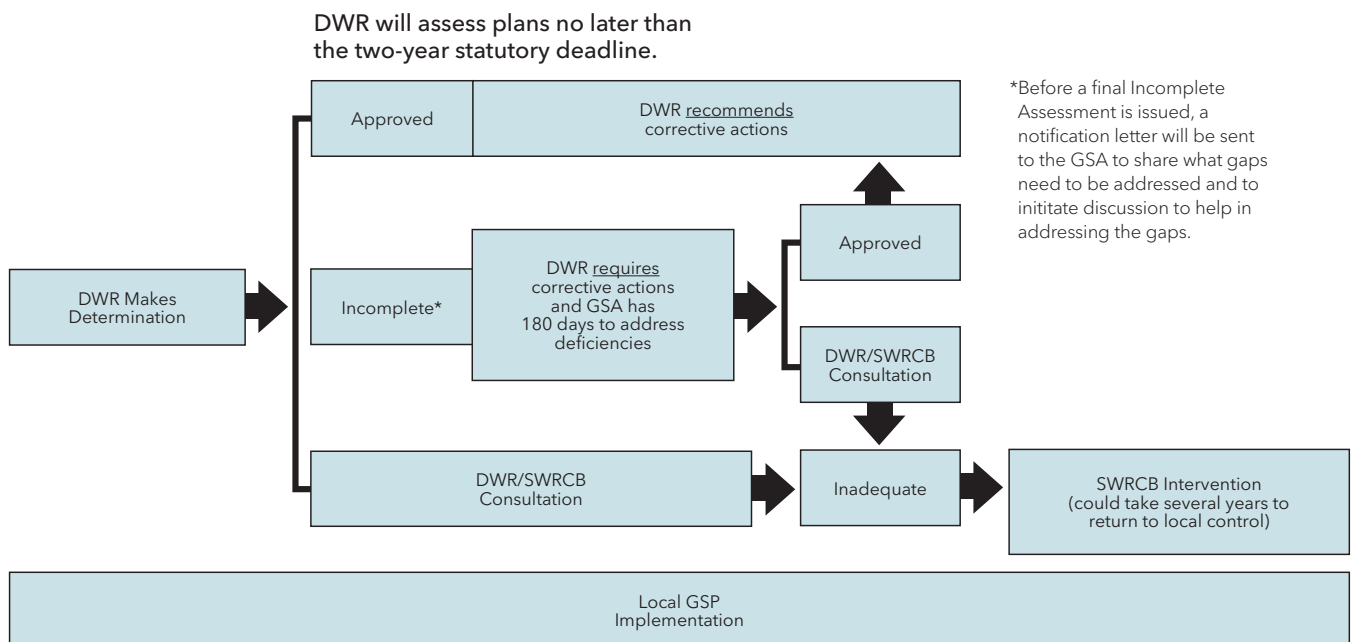 DWR will assess plans no later than
the two-year statutory deadline.
Approved
DWR recommends
corrective actions
*Before a final Incomplete
Assessment is issued, a
notification letter will be sent
to the GSA to share what gaps
need to be addressed and to
inititate discussion to help in
addressing the gaps.
DWR Makes
Determination
Incomplete*
DWR requires
corrective actions
and GSA has
180 days to address
deficiencies
Approved
DWR/SWRCB
Consultation
DWR/SWRCB
Consultation
Inadequate
SWRCB Intervention
(could take several years to
return to local control)
Local GSP
Implementation